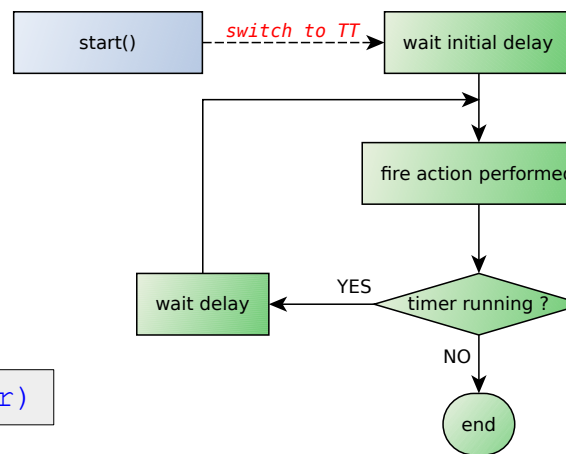 start()
switch to TT
wait initial delay
fire action performed
YES
wait delay
timer running ?
NO
r)
end